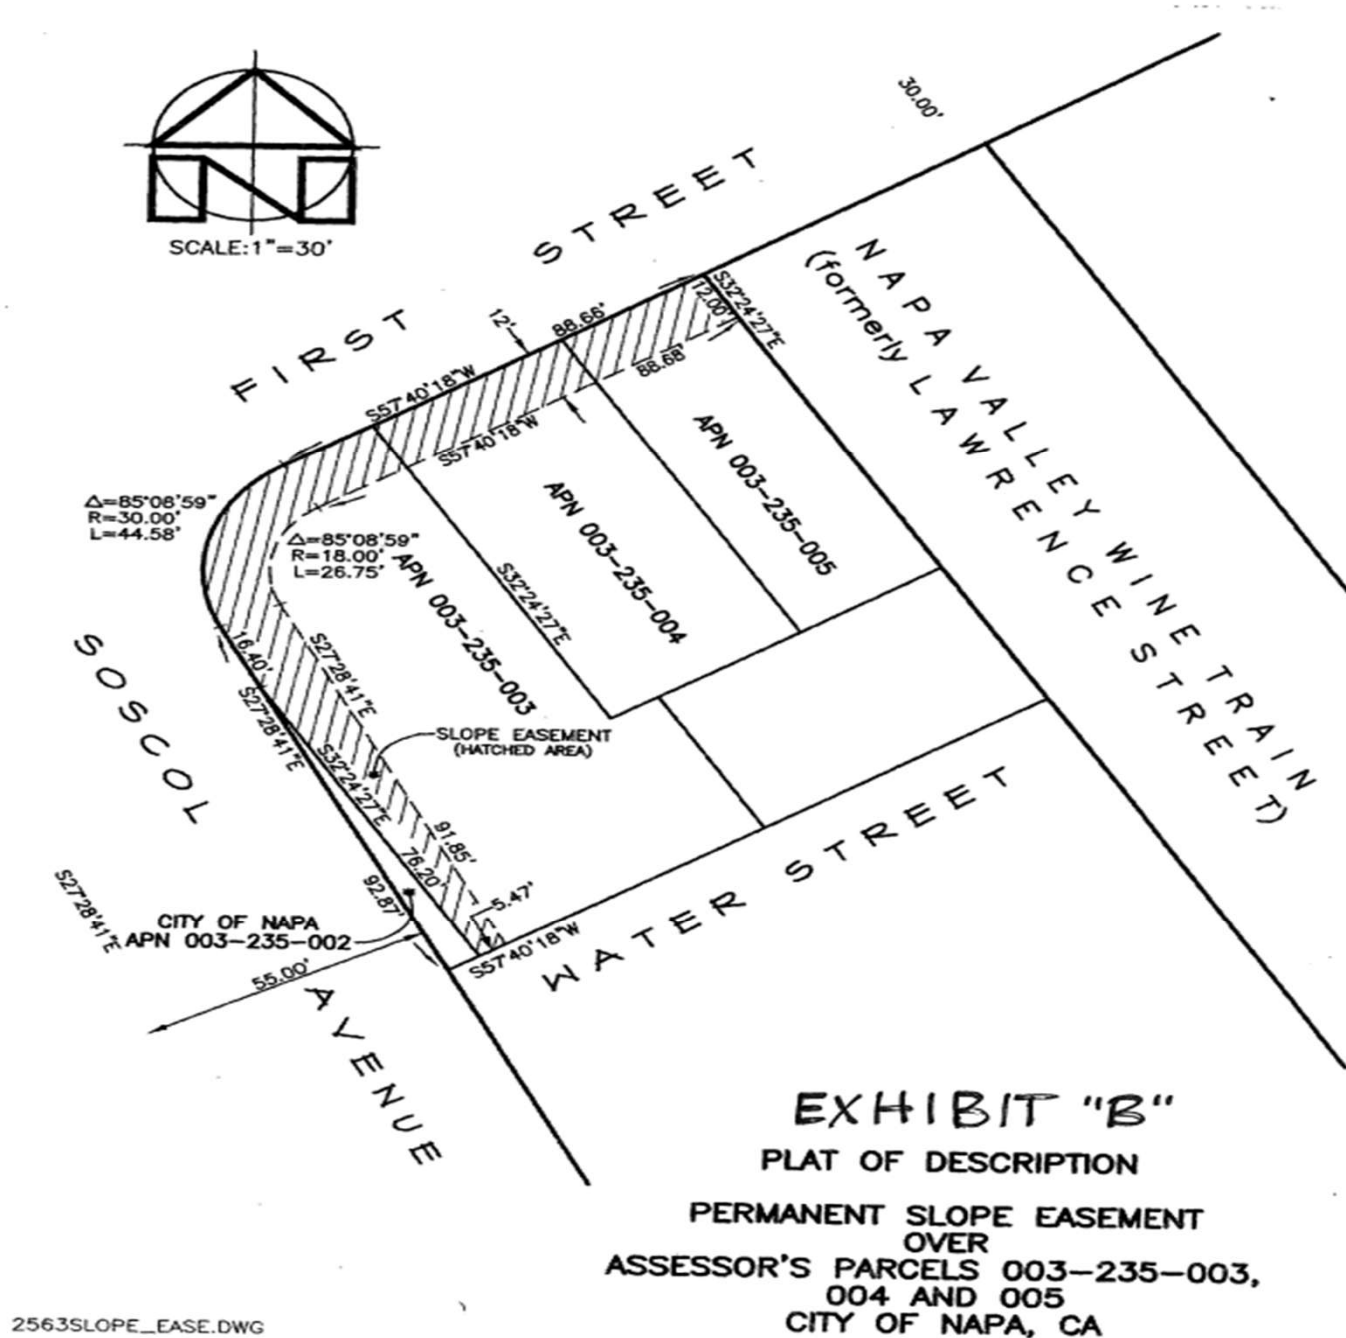 N
SCALE:1"=30'
30.00'
FIRST STREET
NAPA VALLEY WINE TRAIN
(formerly LAWRENCE STREET)
S32°24'27"E
12.00'
12'
88.66'
88.68'
S57°40'18"W
S57°40'18"W
Δ=85°08'59"
R=30.00'
L=44.58'
Δ=85°08'59"
R=18.00'
L=26.75'
APN 003-235-005
APN 003-235-004
APN 003-235-003
S32°24'27"E
16.40'
S27°28'41"E
S27°28'41"E
SLOPE EASEMENT
(HATCHED AREA)
S32°24'27"E
91.85'
76.20'
92.87'
5.47'
S57°40'18"W
SOSCOL AVENUE
WATER STREET
S27°28'41"E
CITY OF NAPA
APN 003-235-002
55.00'
EXHIBIT "B"
PLAT OF DESCRIPTION
PERMANENT SLOPE EASEMENT
OVER
ASSESSOR'S PARCELS 003-235-003,
004 AND 005
CITY OF NAPA, CA
2563SLOPE_EASE.DWG